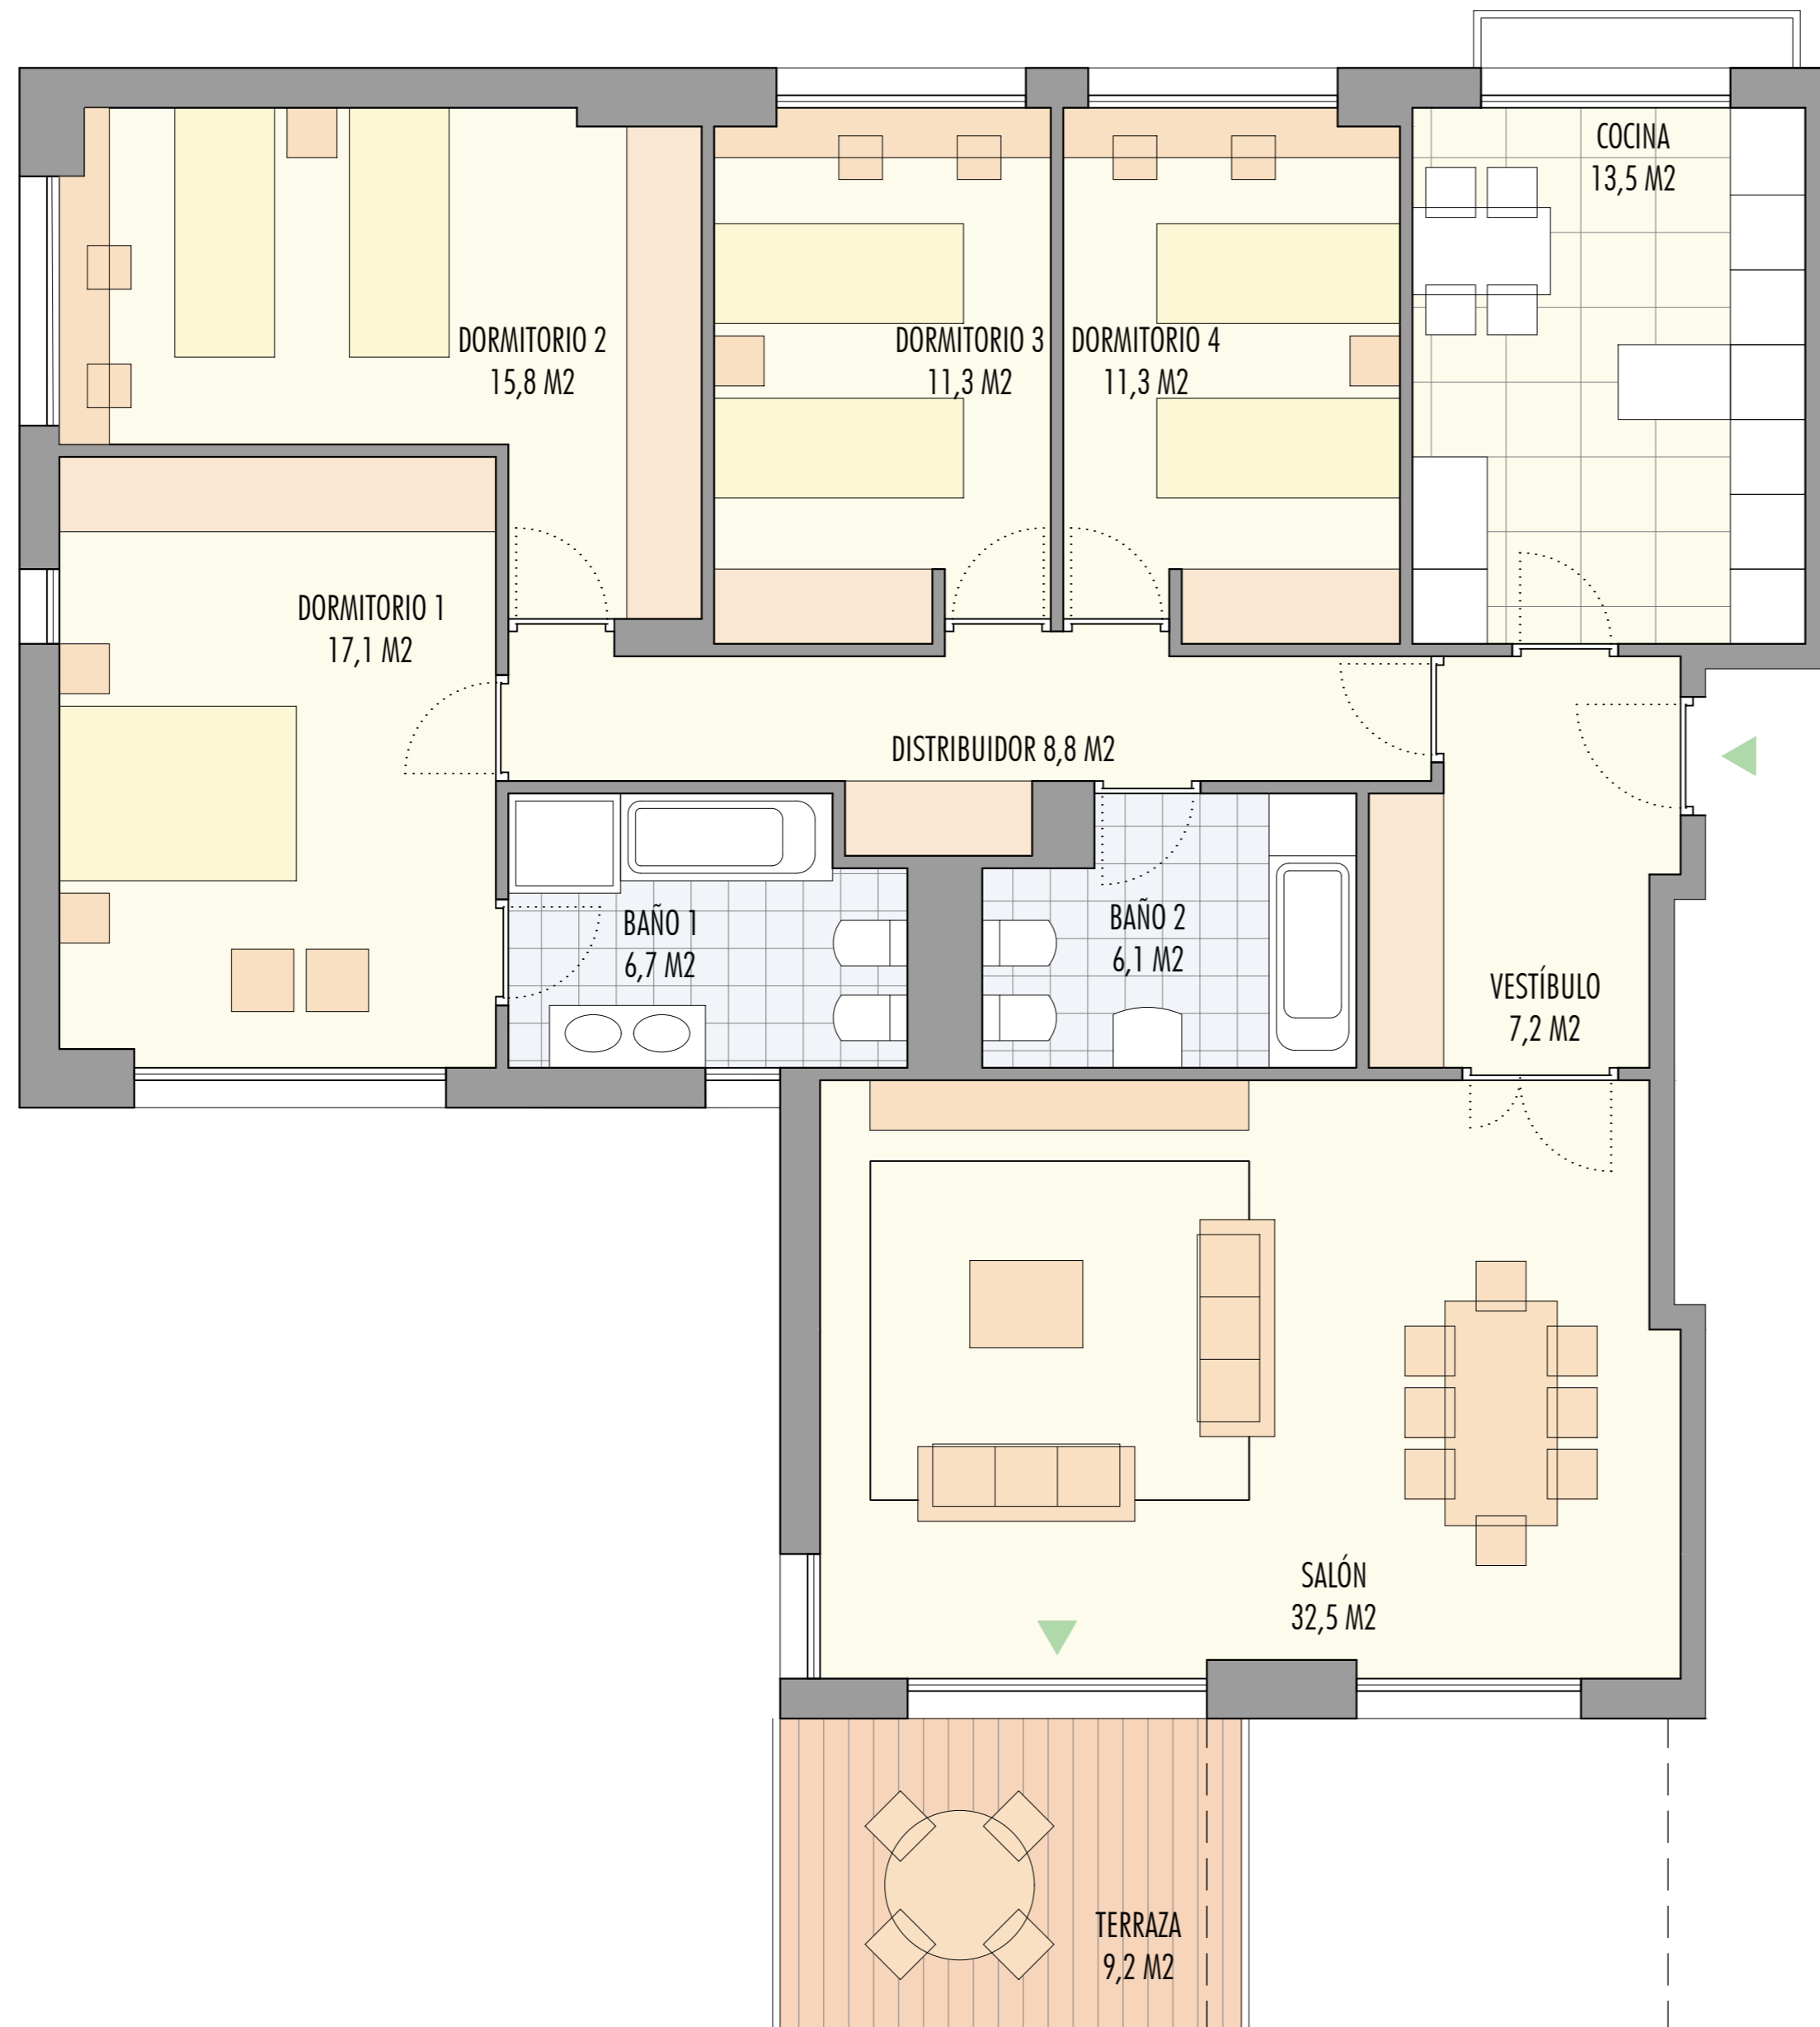 COCINA
13,5 M2
DORMITORIO 2
15,8 M2
DORMITORIO 3
11,3 M2
DORMITORIO 4
11,3 M2
DORMITORIO 1
17,1 M2
DISTRIBUIDOR 8,8 M2
BAÑO 1
6,7 M2
BAÑO 2
6,1 M2
VESTÍBULO
7,2 M2
SALÓN
32,5 M2
TERRAZA
9,2 M2